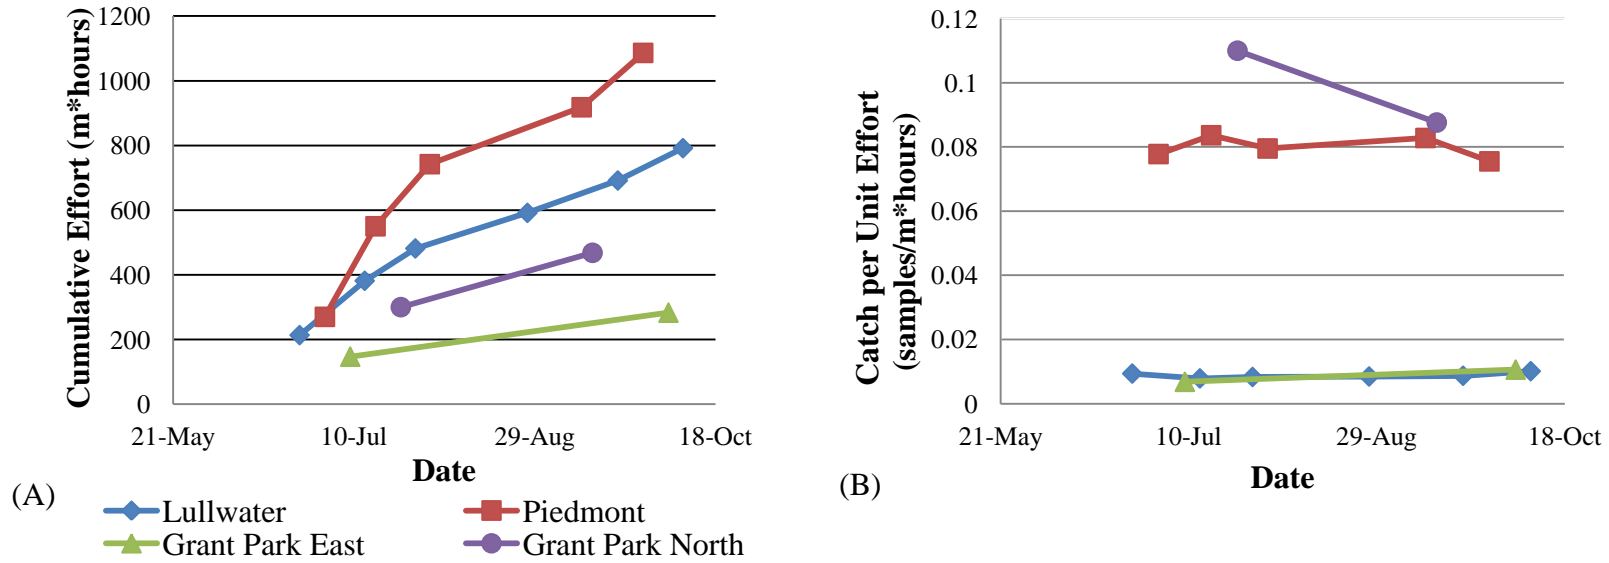 Cumulative Effort (m*hours)
1200
1000
800
600
400
200
0
21-May 10-Jul 29-Aug 18-Oct
Date
(A)
Catch per Unit Effort
(samples/m*hours)
0.12
0.1
0.08
0.06
0.04
0.02
0
21-May 10-Jul 29-Aug 18-Oct
Date
(B)
Lullwater Piedmont
Grant Park East Grant Park North